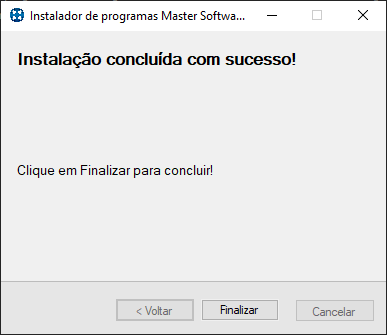 Instalador de programas Master Softwa...
Instalação concluída com sucesso!
Clique em Finalizar para concluir!
< Voltar
Finalizar
Cancelar